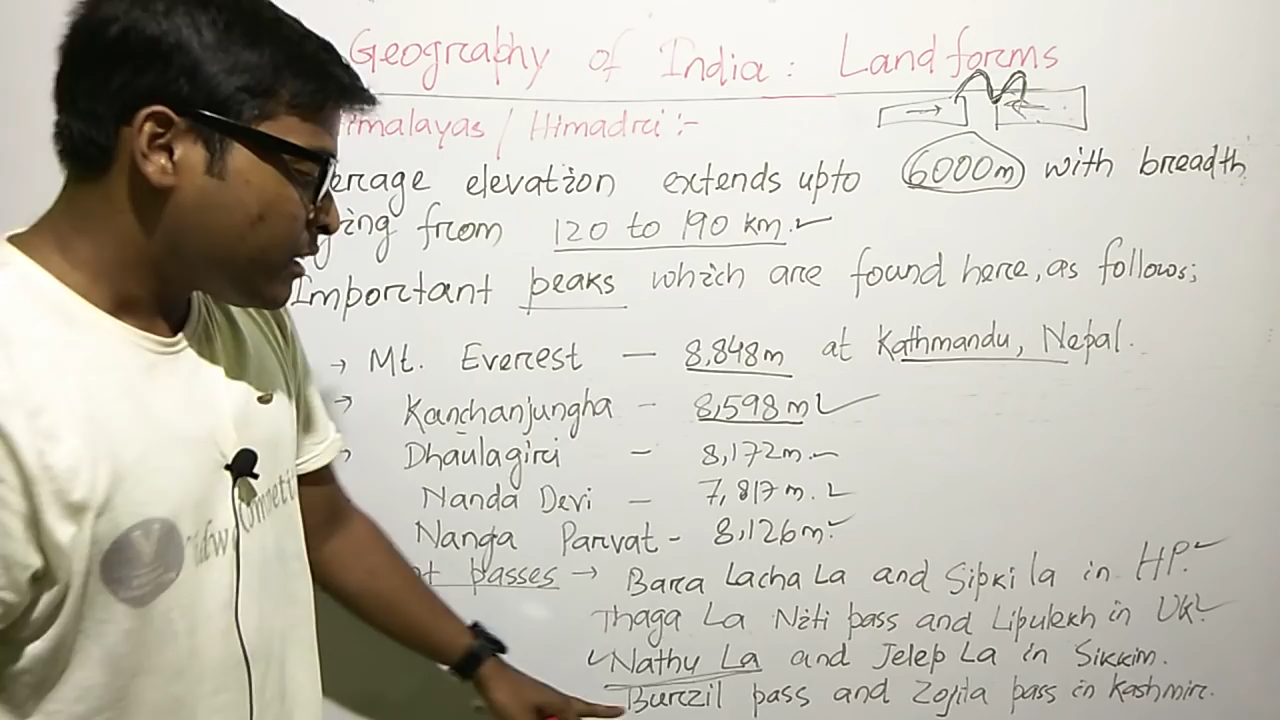 Geography of India: Landforms
Himalayas / Himadri :-
erage elevation extends upto 6000m with breadth
ging from 120 to 190 km.
Important peaks which are found here, as follows;
→ Mt. Everest — 8,848m at Kathmandu, Nepal.
→ Kanchanjungha - 8,598m
Dhaulagiri - 8,172m
Nanda Devi - 7,817m.
Nanga Parvat - 8,126m
passes → Bara Lacha La and Sipki la in HP.
Thaga La Niti pass and Lipulekh in UK
Nathu La and Jelep La in Sikkim.
Burzil pass and Zojila pass in Kashmir.